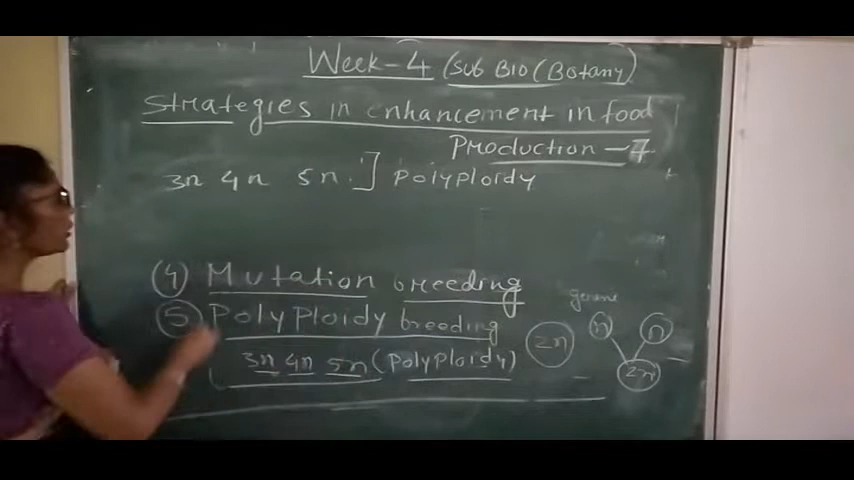 Week-4 (Sub Bio (Botany)
Strategies in enhancement in food
Production - 7
3n 4n 5n.] Polyploidy
(4) Mutation breeding
(5) Polyploidy breeding
3n 4n 5n (Polyploidy)
2n
n n
2n